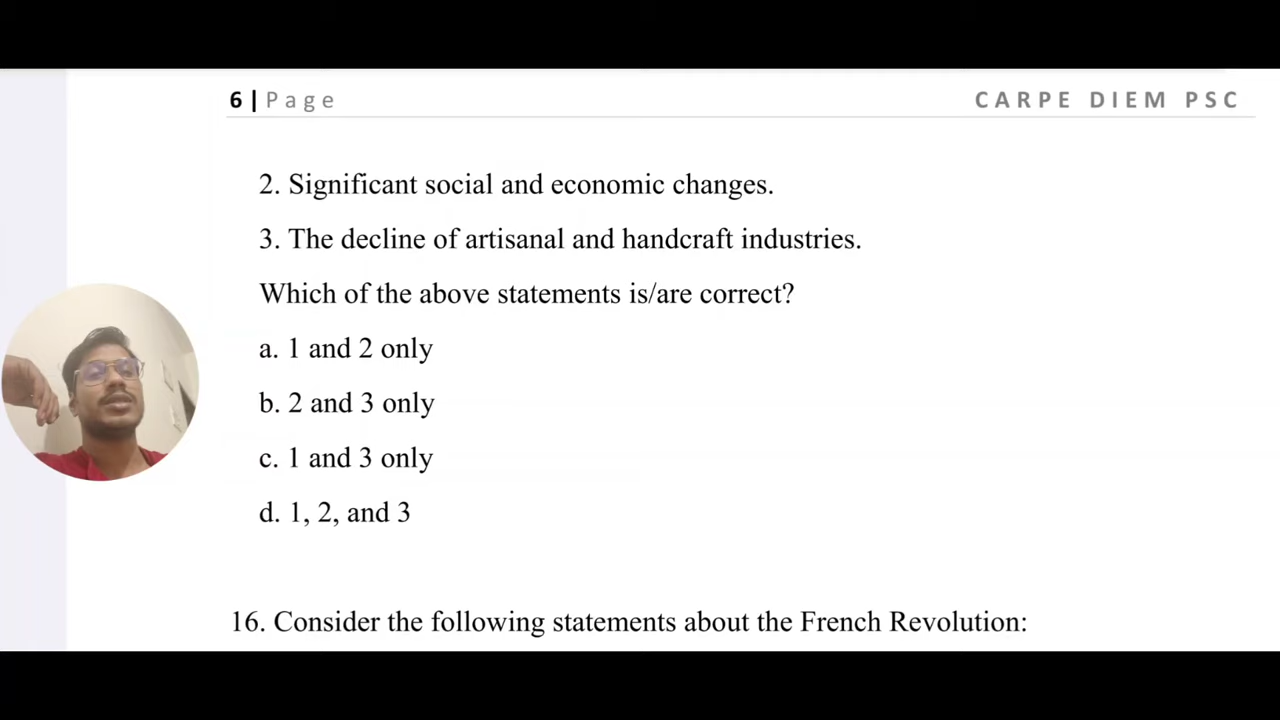 6 | Page
CARPE DIEM PSC
2. Significant social and economic changes.
3. The decline of artisanal and handcraft industries.
Which of the above statements is/are correct?
a. 1 and 2 only
b. 2 and 3 only
c. 1 and 3 only
d. 1, 2, and 3
16. Consider the following statements about the French Revolution: